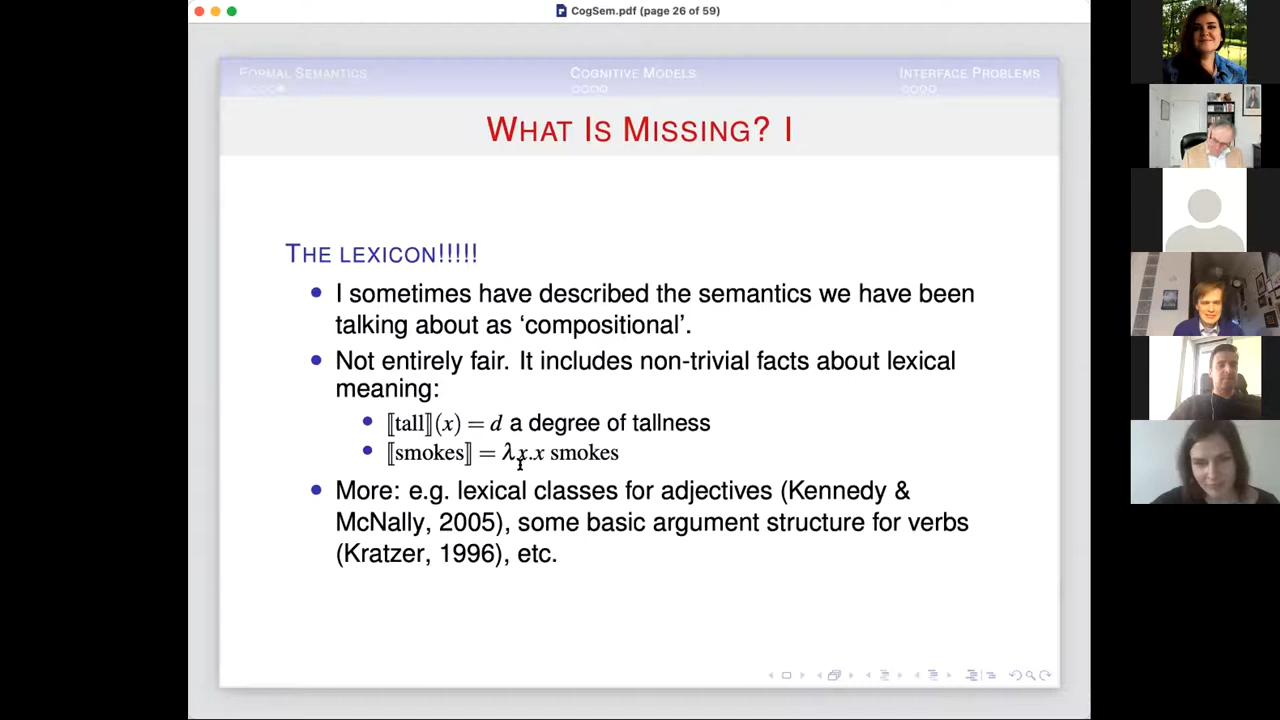 CogSem.pdf (page 26 of 59)
FORMAL SEMANTICS COGNITIVE MODELS INTERFACE PROBLEMS
WHAT IS MISSING? I
THE LEXICON!!!!!
• I sometimes have described the semantics we have been
talking about as ‘compositional’.
• Not entirely fair. It includes non-trivial facts about lexical
meaning:
• ⟦tall⟧(x) = d a degree of tallness
• ⟦smokes⟧ = λx.x smokes
• More: e.g. lexical classes for adjectives (Kennedy &
McNally, 2005), some basic argument structure for verbs
(Kratzer, 1996), etc.